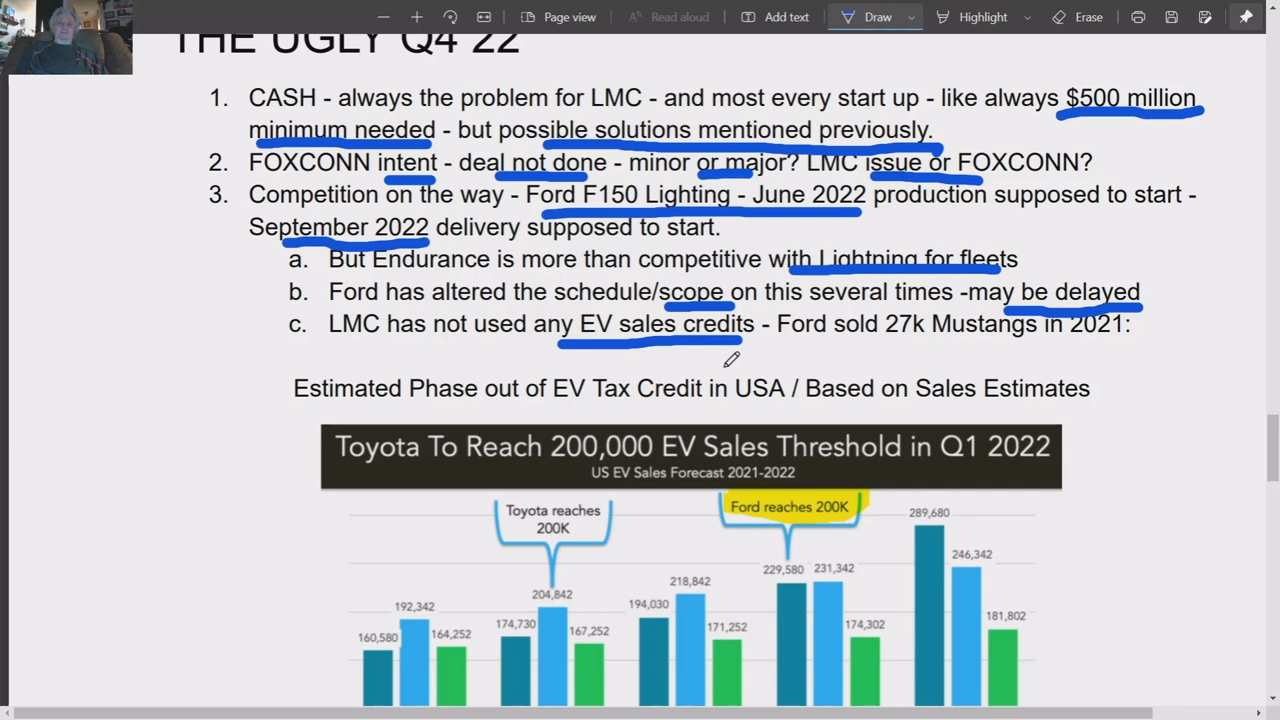 Page view
Read aloud
Add text
Draw
Highlight
Erase
THE UGLY Q4 22
1. CASH - always the problem for LMC - and most every start up - like always $500 million
minimum needed - but possible solutions mentioned previously.
2. FOXCONN intent - deal not done - minor or major? LMC issue or FOXCONN?
3. Competition on the way - Ford F150 Lighting - June 2022 production supposed to start -
September 2022 delivery supposed to start.
a. But Endurance is more than competitive with Lightning for fleets
b. Ford has altered the schedule/scope on this several times -may be delayed
c. LMC has not used any EV sales credits - Ford sold 27k Mustangs in 2021:
Estimated Phase out of EV Tax Credit in USA / Based on Sales Estimates
Toyota To Reach 200,000 EV Sales Threshold in Q1 2022
US EV Sales Forecast 2021-2022
Toyota reaches
200K
Ford reaches 200K
160,580 192,342 164,252
174,730 204,842 167,252
194,030 218,842 171,252
229,580 231,342 174,302
289,680 246,342 181,802